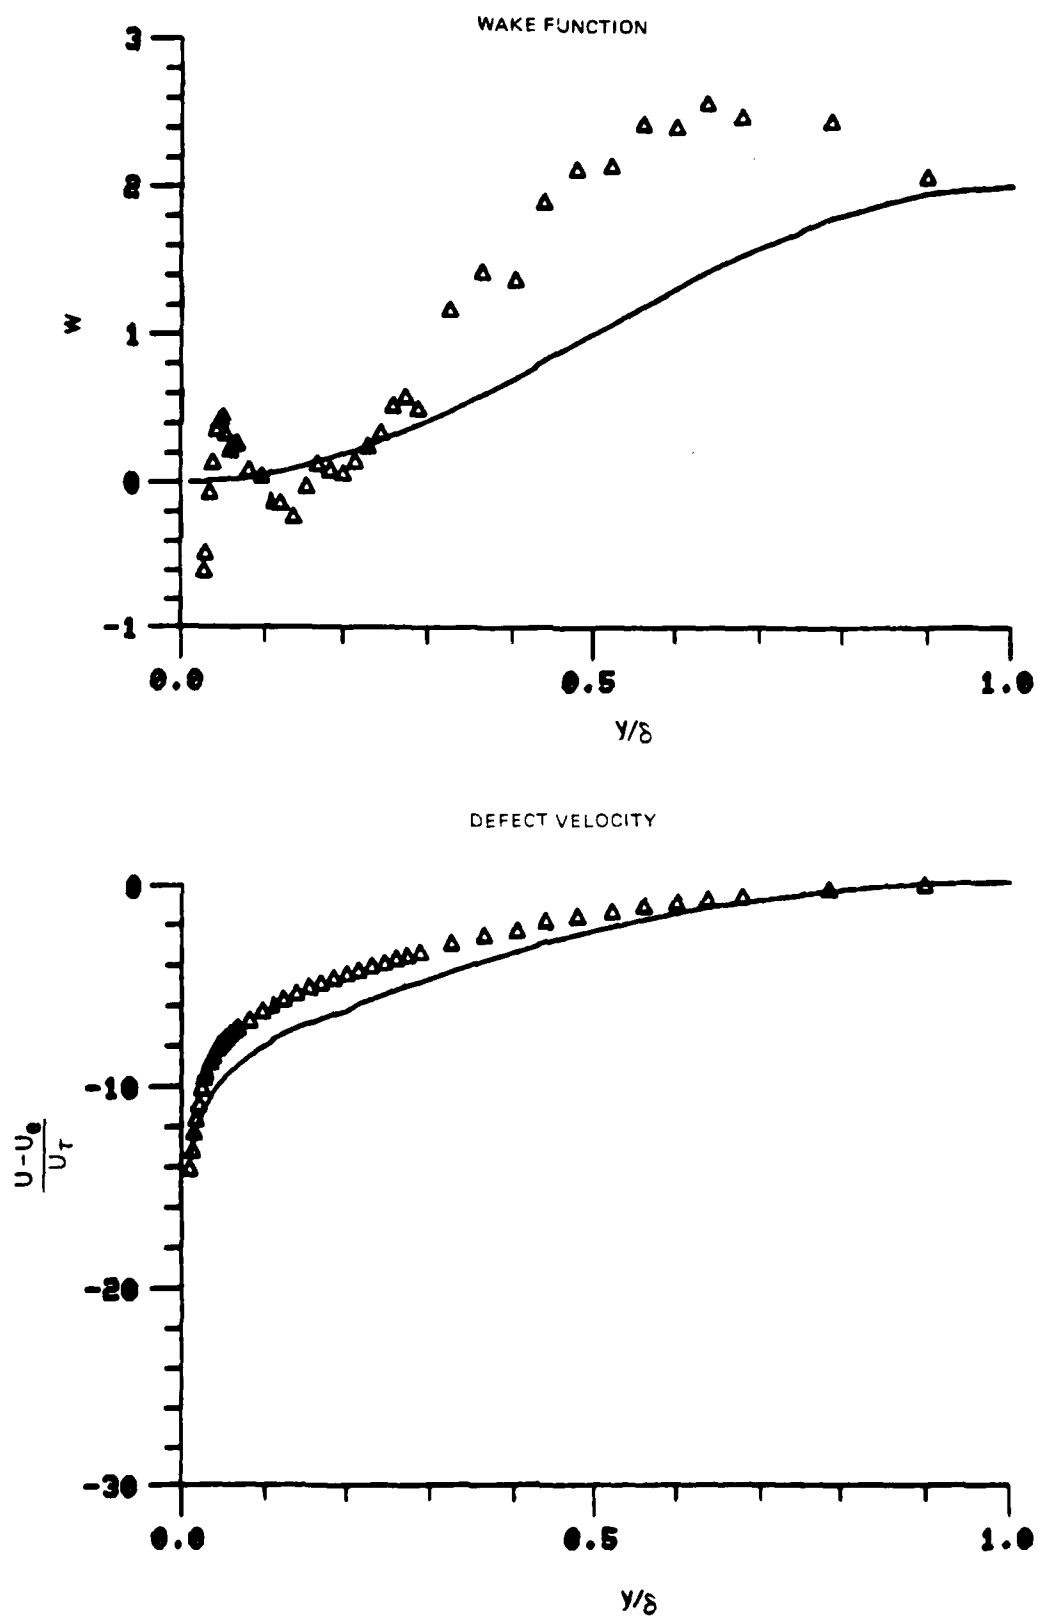 WAKE FUNCTION
3
2
1
0
-1
W
0.0 0.5 1.0
y/δ
DEFECT VELOCITY
0
-10
-20
-30
U-Ue
Uτ
0.0 0.5 1.0
y/δ